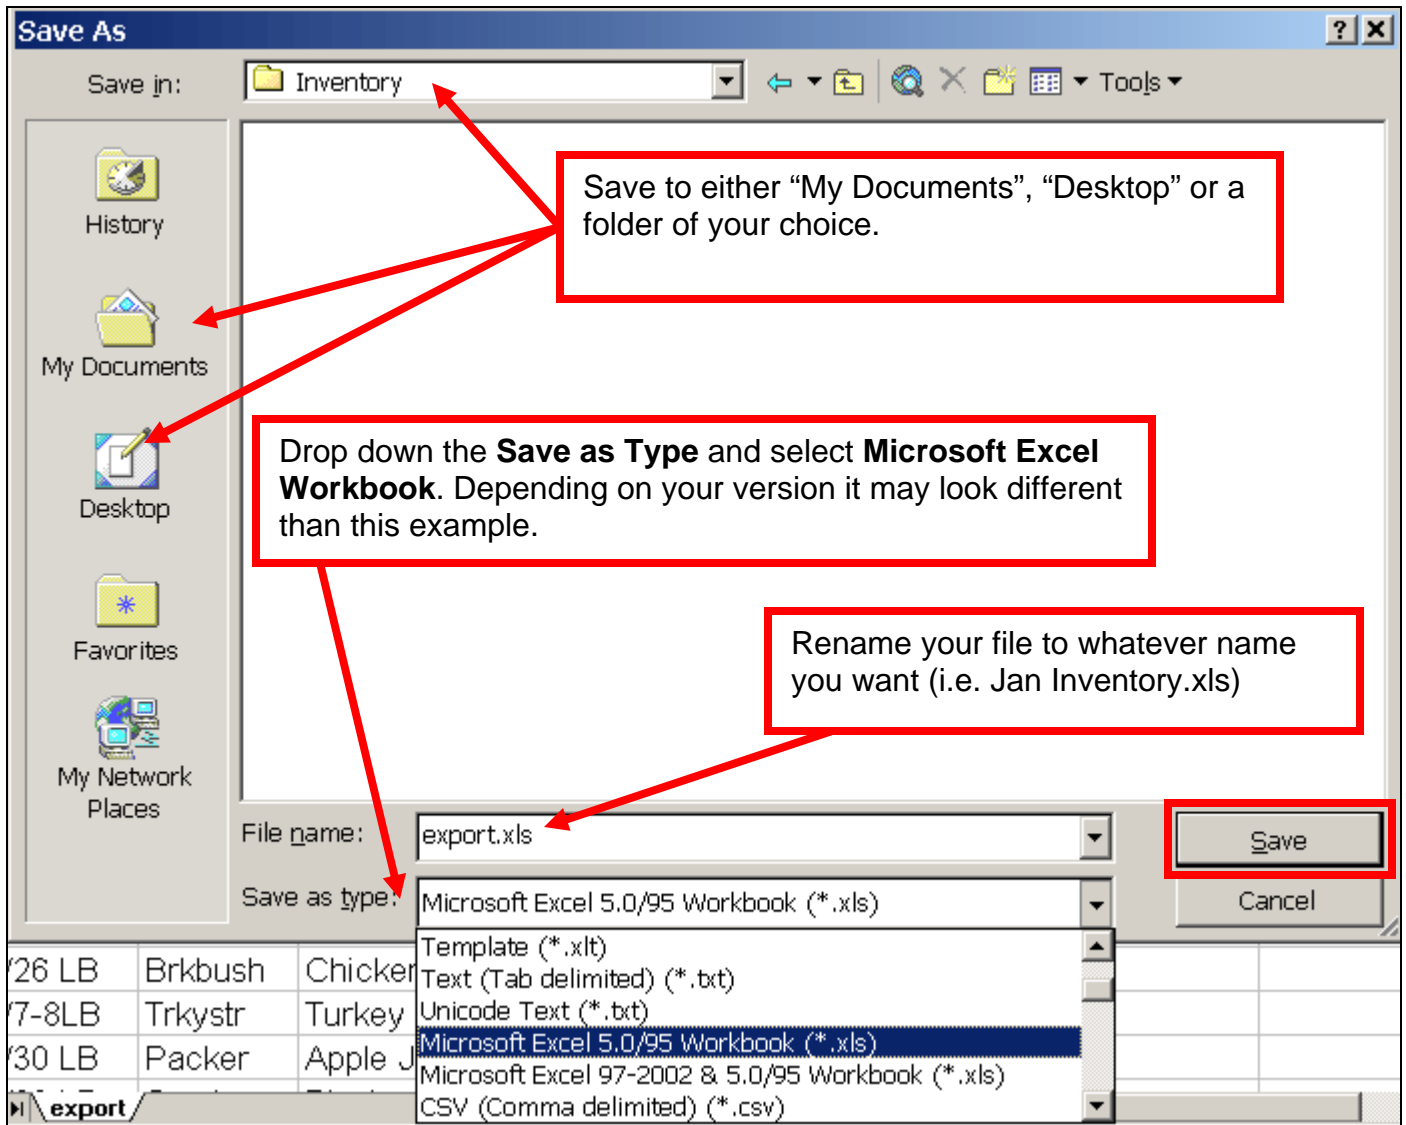 Save As
Save in:
Inventory
Tools
Save to either “My Documents”, “Desktop” or a
folder of your choice.
History
My Documents
Desktop
Favorites
My Network
Places
Drop down the Save as Type and select Microsoft Excel
Workbook. Depending on your version it may look different
than this example.
Rename your file to whatever name
you want (i.e. Jan Inventory.xls)
File name:
export.xls
Save
Save as type:
Microsoft Excel 5.0/95 Workbook (*.xls)
Cancel
Template (*.xlt)
Text (Tab delimited) (*.txt)
Unicode Text (*.txt)
Microsoft Excel 5.0/95 Workbook (*.xls)
Microsoft Excel 97-2002 & 5.0/95 Workbook (*.xls)
CSV (Comma delimited) (*.csv)
/26 LB Brkbush Chicken
/7-8LB Trkystr Turkey
/30 LB Packer Apple J
export